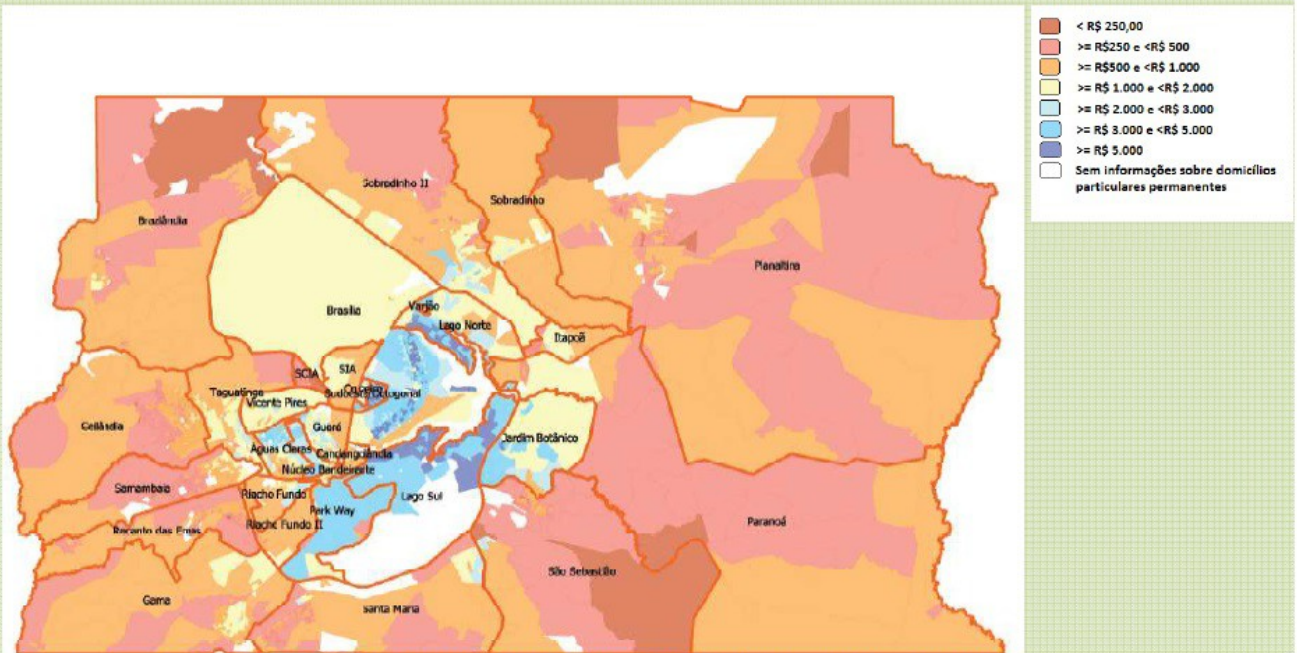 < R$ 250,00
>= R$250 e <R$ 500
>= R$500 e <R$ 1.000
>= R$ 1.000 e <R$ 2.000
>= R$ 2.000 e <R$ 3.000
>= R$ 3.000 e <R$ 5.000
>= R$ 5.000
Sem informações sobre domicílios
particulares permanentes
Sobradinho II
Sobradinho
Brazlândia
Planaltina
Brasília
Varjão
Lago Norte
Itapoã
SCIA
SIA
Taguatinga
Cruzeiro
Sudoeste/Octogonal
Vicente Pires
Ceilândia
Guará
Jardim Botânico
Águas Claras
Candangolândia
Núcleo Bandeirante
Samambaia
Riacho Fundo
Lago Sul
Park Way
Riacho Fundo II
Recanto das Emas
Paranoá
São Sebastião
Gama
Santa Maria